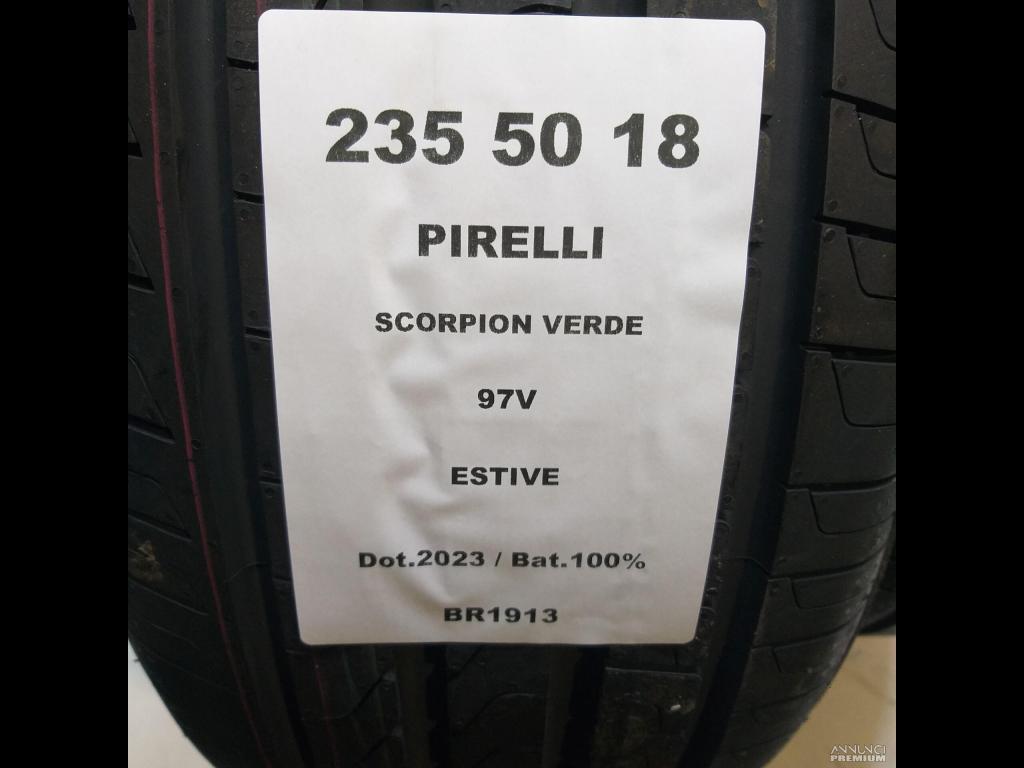 235 50 18
PIRELLI
SCORPION VERDE
97V
ESTIVE
Dot.2023 / Bat.100%
BR1913
ANNUNCI
PREMIUM